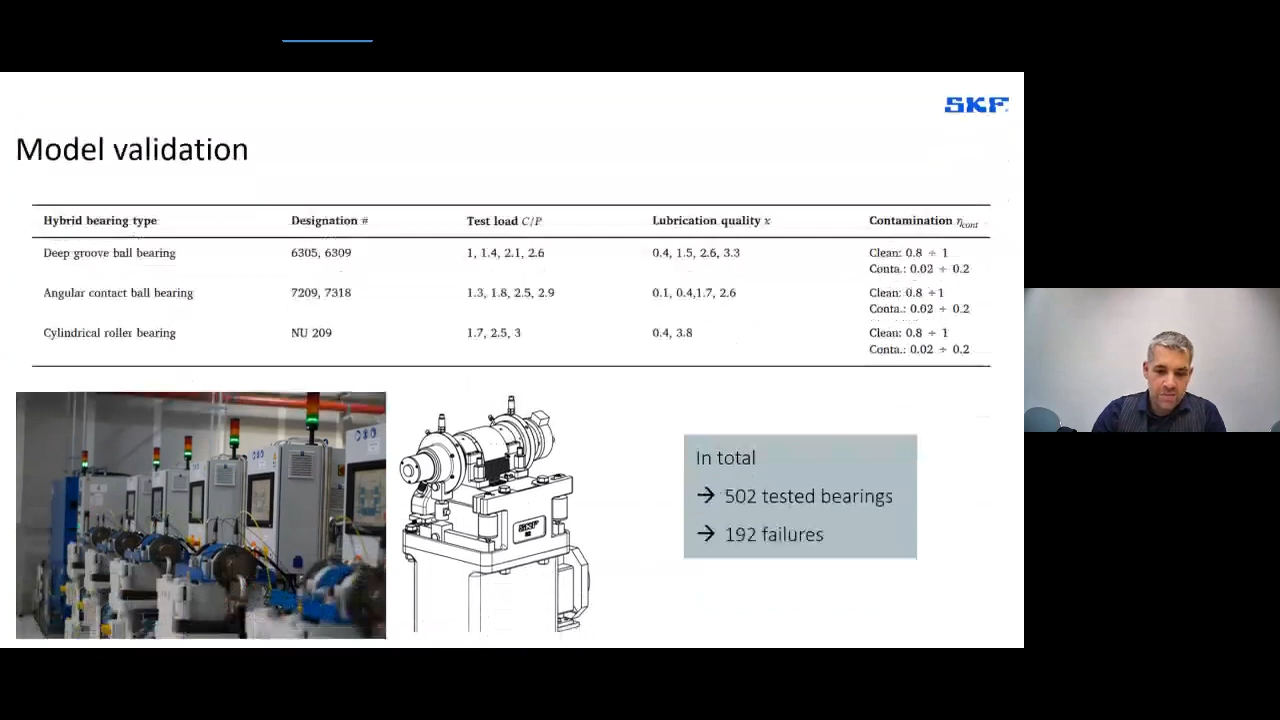 SKF
Model validation
Hybrid bearing type Designation # Test load C/P Lubrication quality κ Contamination ηcont
Deep groove ball bearing 6305, 6309 1, 1.4, 2.1, 2.6 0.4, 1.5, 2.6, 3.3 Clean: 0.8 ÷ 1
Conta.: 0.02 ÷ 0.2
Angular contact ball bearing 7209, 7318 1.3, 1.8, 2.5, 2.9 0.1, 0.4,1.7, 2.6 Clean: 0.8 ÷1
Conta.: 0.02 ÷ 0.2
Cylindrical roller bearing NU 209 1.7, 2.5, 3 0.4, 3.8 Clean: 0.8 ÷ 1
Conta.: 0.02 ÷ 0.2
SKF
In total
→ 502 tested bearings
→ 192 failures